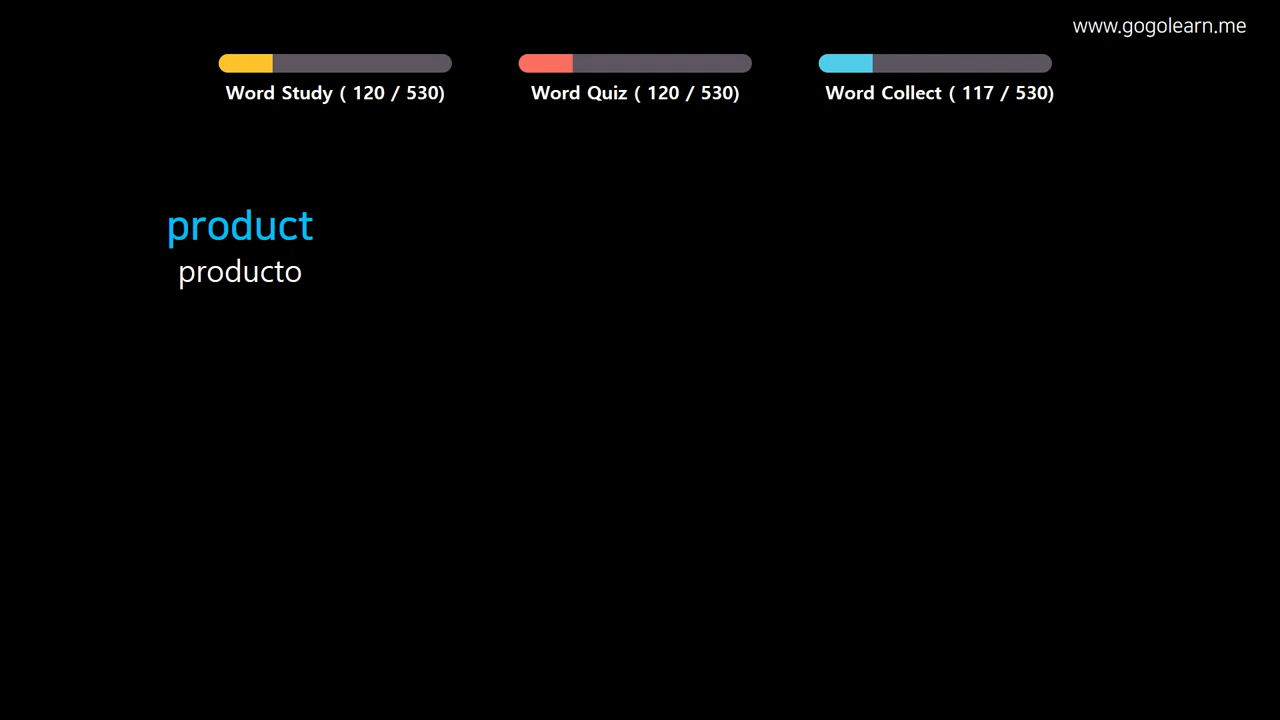 www.gogolearn.me
Word Study ( 120 / 530)
Word Quiz ( 120 / 530)
Word Collect ( 117 / 530)
product
producto